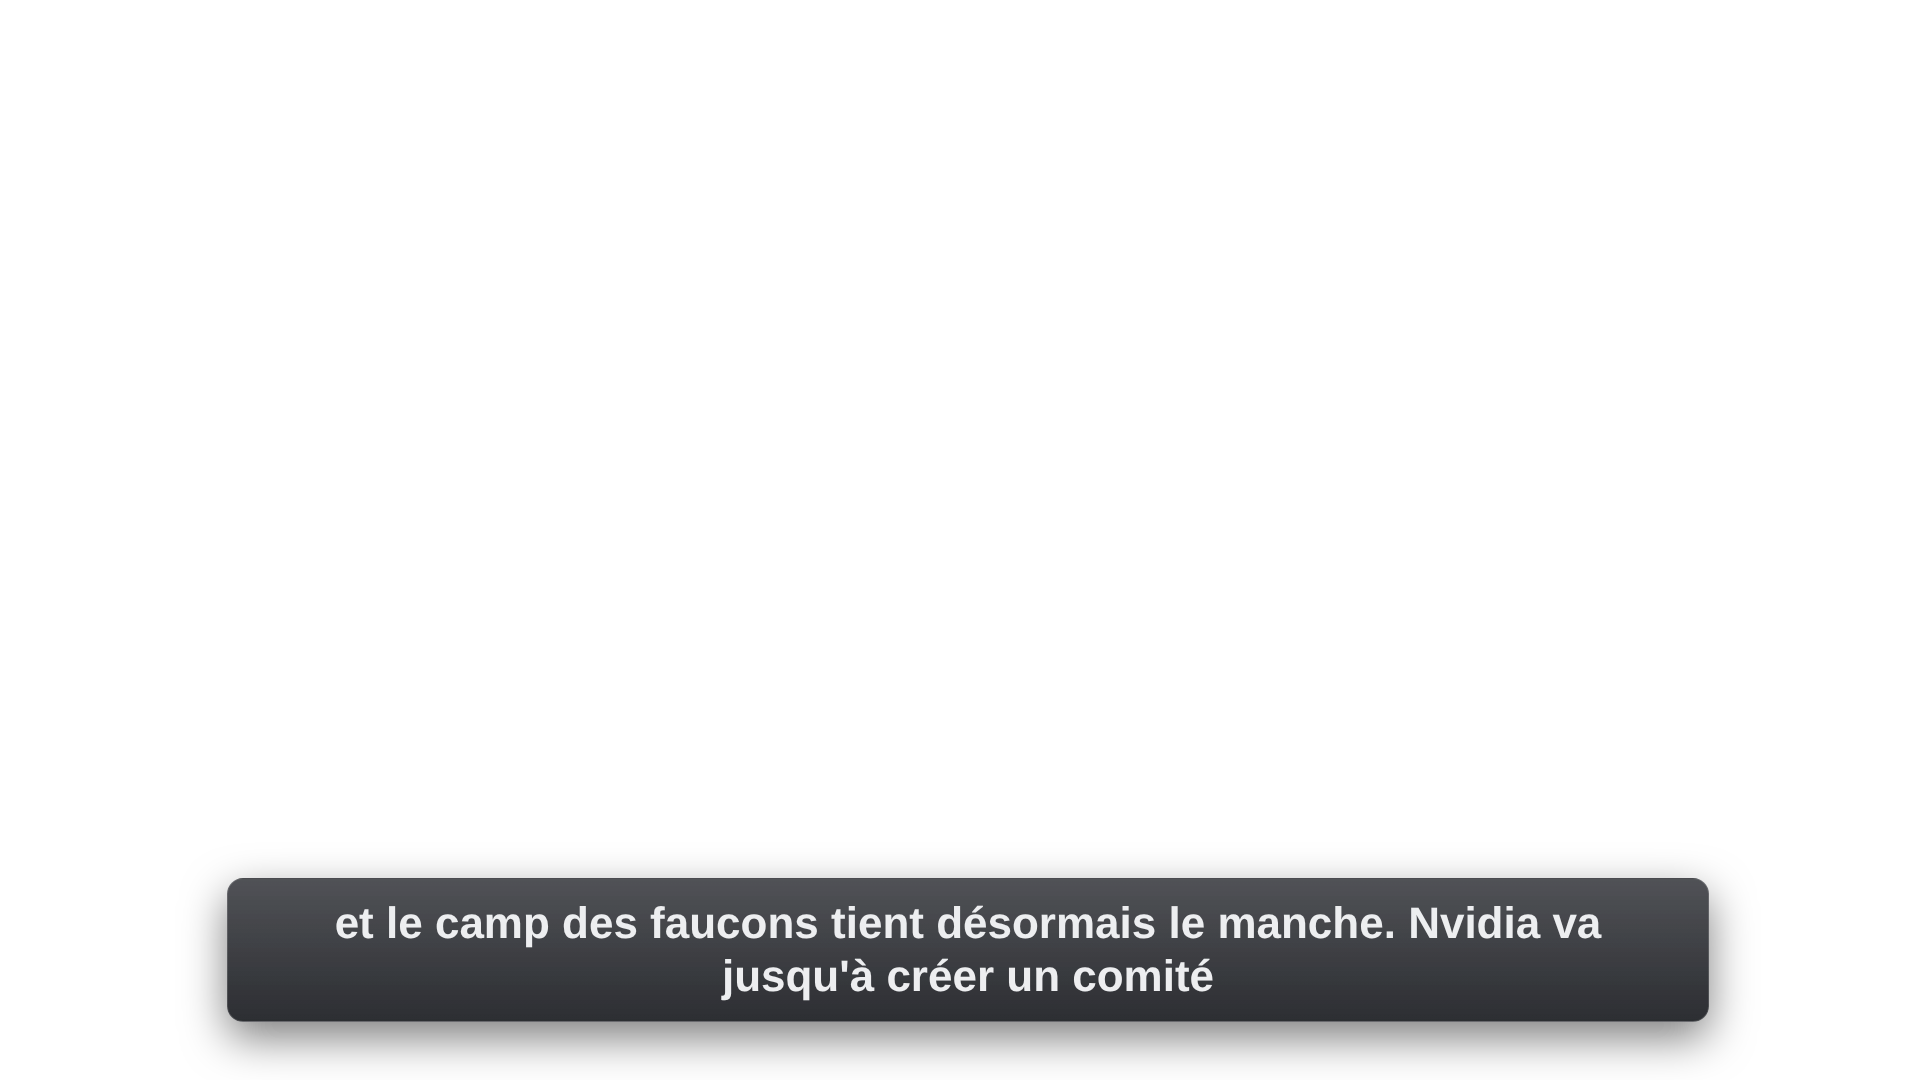 et le camp des faucons tient désormais le manche. Nvidia va
jusqu'à créer un comité